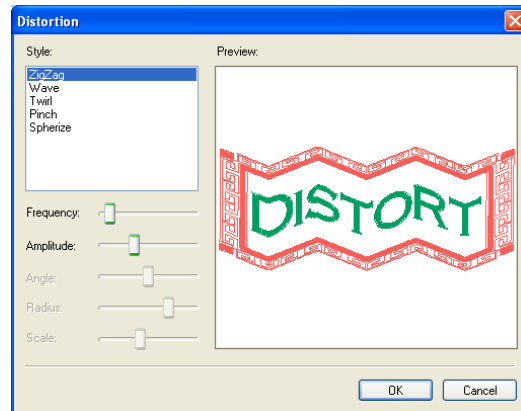 Distortion
Style:
ZigZag
Wave
Twirl
Pinch
Spherize
Preview:
DISTORT
Frequency:
Amplitude:
Angle:
Radius:
Scale:
OK
Cancel